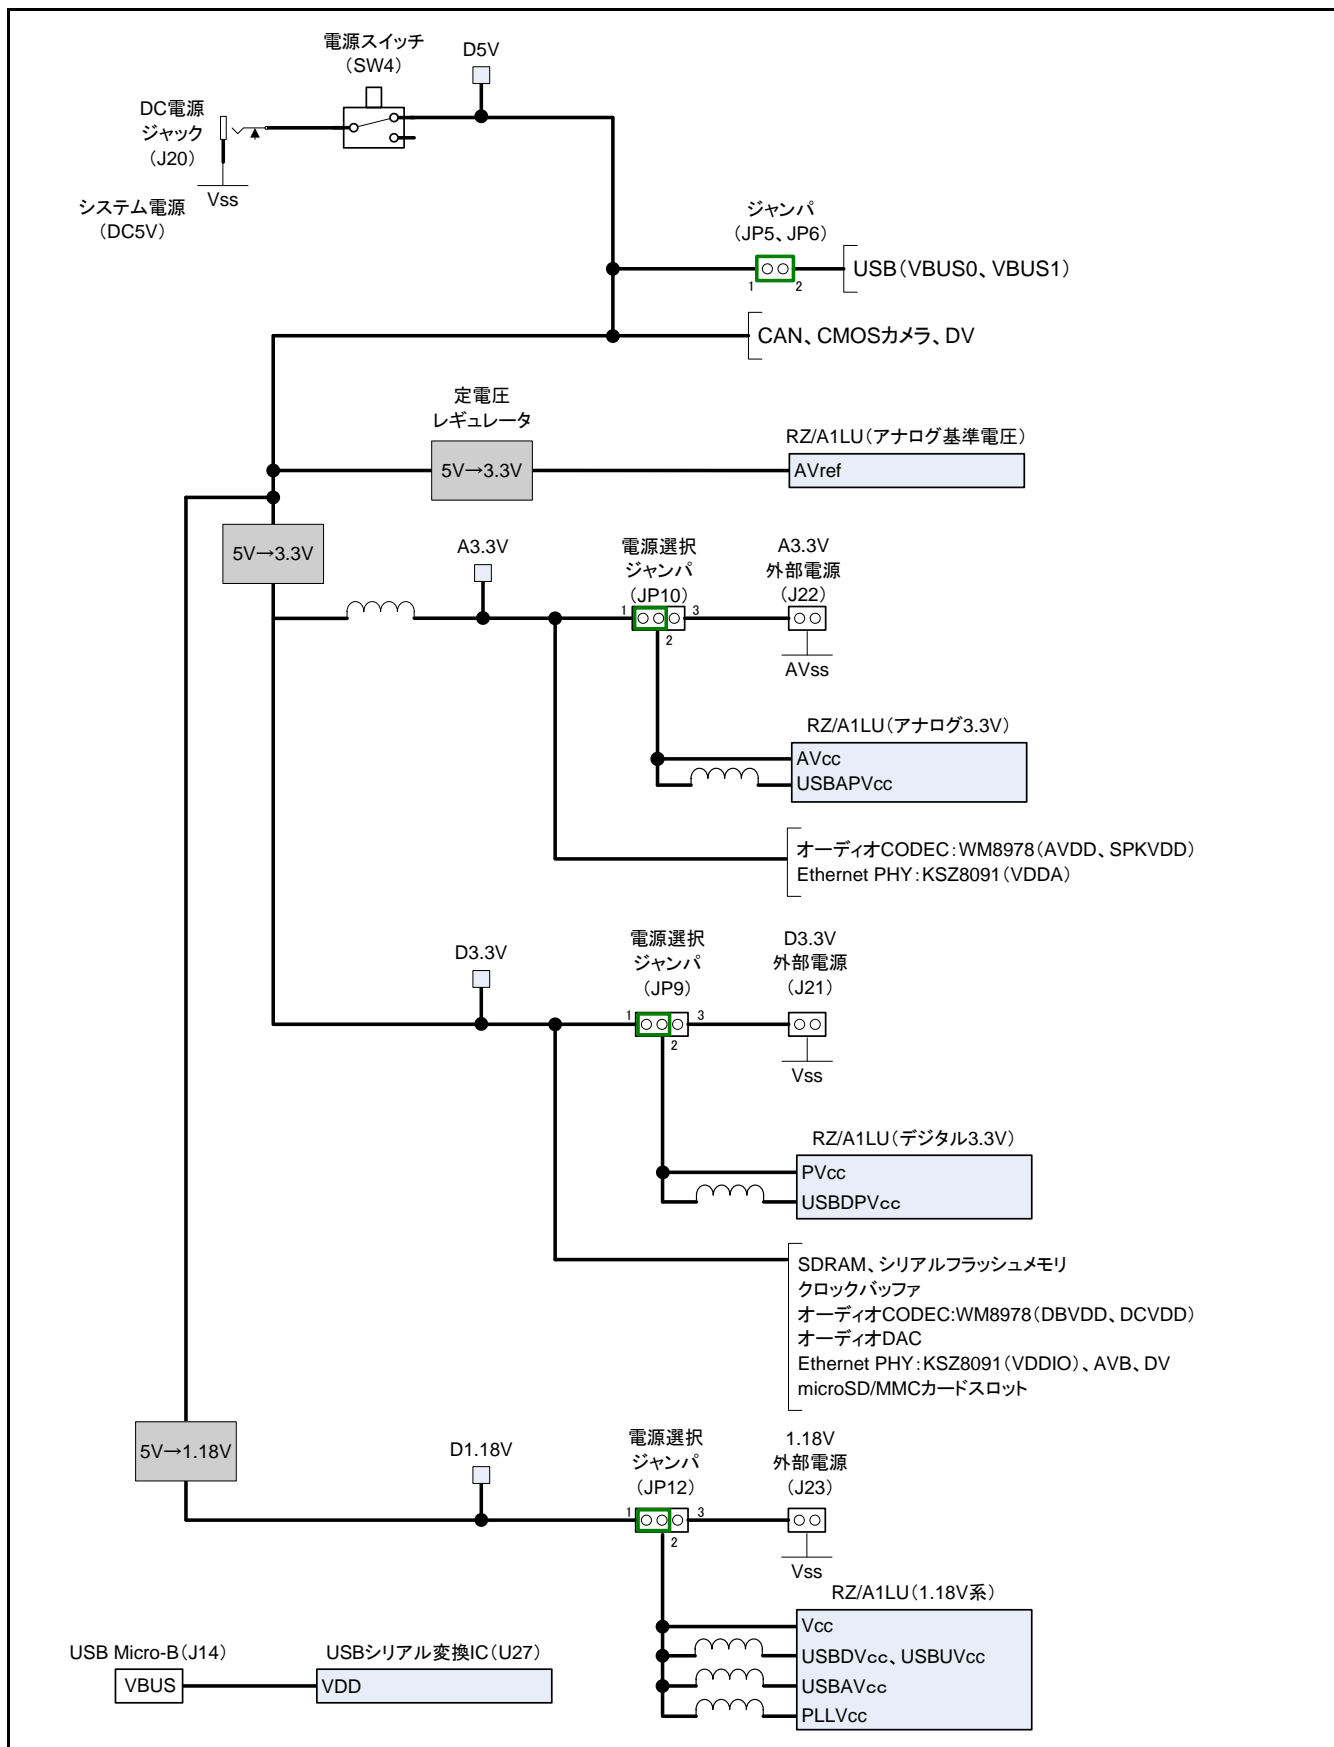 電源スイッチ
（SW4）
D5V
DC電源
ジャック
（J20）
Vss
システム電源
（DC5V）
ジャンパ
（JP5、JP6）
1
2
USB（VBUS0、VBUS1）
CAN、CMOSカメラ、DV
定電圧
レギュレータ
5V→3.3V
RZ/A1LU（アナログ基準電圧）
AVref
5V→3.3V
A3.3V
電源選択
ジャンパ
（JP10）
1
3
2
A3.3V
外部電源
（J22）
AVss
RZ/A1LU（アナログ3.3V）
AVcc
USBAPVcc
オーディオCODEC：WM8978（AVDD、SPKVDD）
Ethernet PHY：KSZ8091（VDDA）
D3.3V
電源選択
ジャンパ
（JP9）
1
3
2
D3.3V
外部電源
（J21）
Vss
RZ/A1LU（デジタル3.3V）
PVcc
USBDPVcc
SDRAM、シリアルフラッシュメモリ
クロックバッファ
オーディオCODEC:WM8978（DBVDD、DCVDD）
オーディオDAC
Ethernet PHY：KSZ8091（VDDIO）、AVB、DV
microSD/MMCカードスロット
5V→1.18V
D1.18V
電源選択
ジャンパ
（JP12）
1
3
2
1.18V
外部電源
（J23）
Vss
RZ/A1LU（1.18V系）
Vcc
USBDVcc、USBUVcc
USBAVcc
PLLVcc
USB Micro-B（J14）
VBUS
USBシリアル変換IC（U27）
VDD